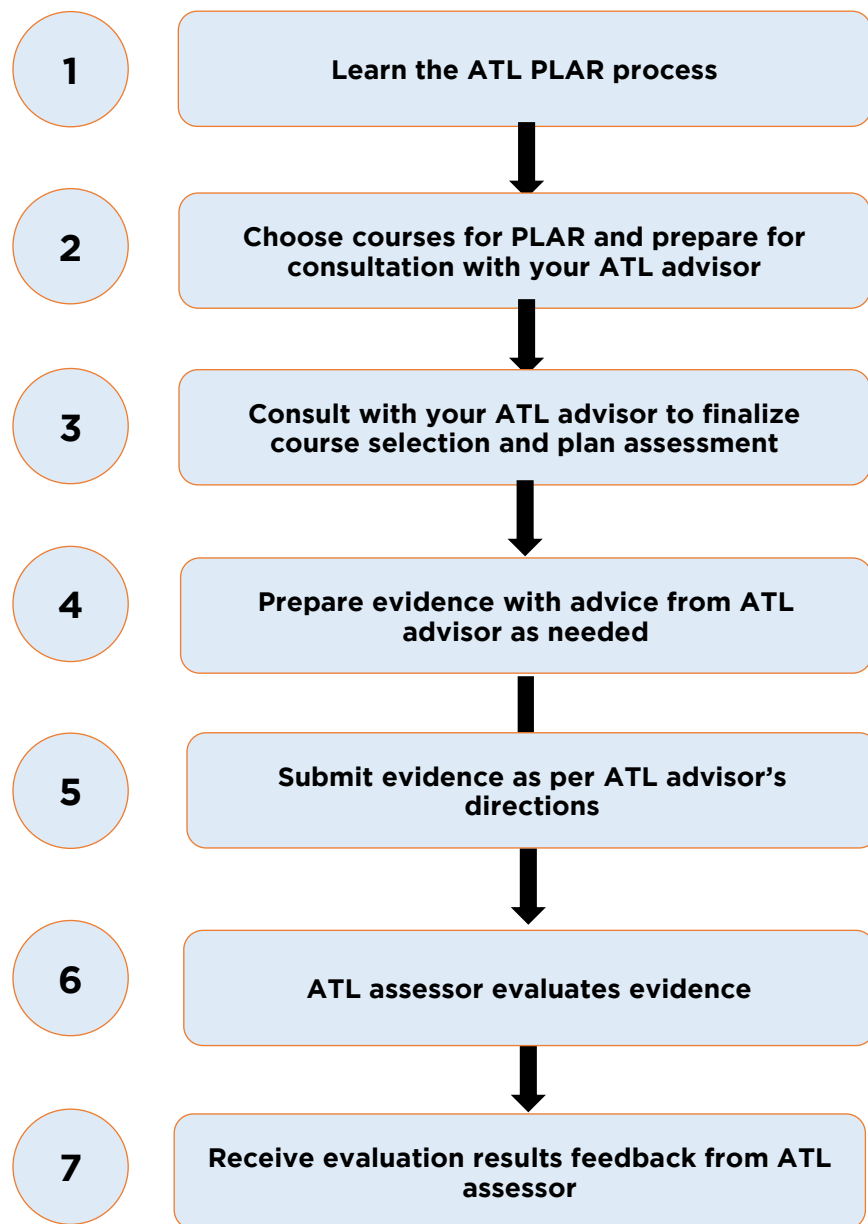 1
Learn the ATL PLAR process
2
Choose courses for PLAR and prepare for
consultation with your ATL advisor
3
Consult with your ATL advisor to finalize
course selection and plan assessment
4
Prepare evidence with advice from ATL
advisor as needed
5
Submit evidence as per ATL advisor’s
directions
6
ATL assessor evaluates evidence
7
Receive evaluation results feedback from ATL
assessor